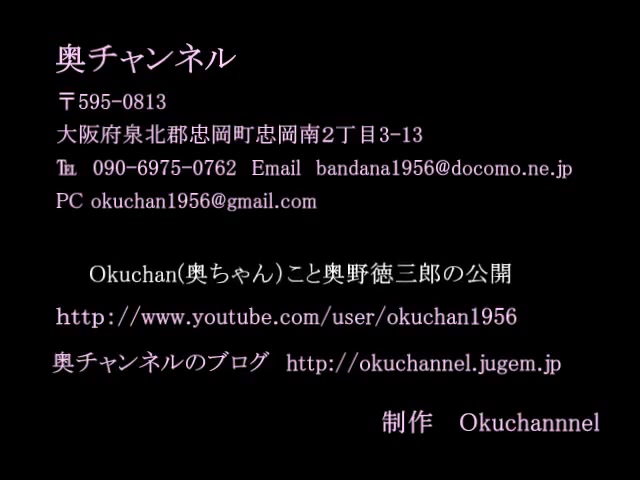 奥チャンネル
〒595-0813
大阪府泉北郡忠岡町忠岡南2丁目3-13
℡ 090-6975-0762 Email bandana1956@docomo.ne.jp
PC okuchan1956@gmail.com
Okuchan(奥ちゃん)こと奥野徳三郎の公開
http://www.youtube.com/user/okuchan1956
奥チャンネルのブログ http://okuchannel.jugem.jp
制作 Okuchannnel